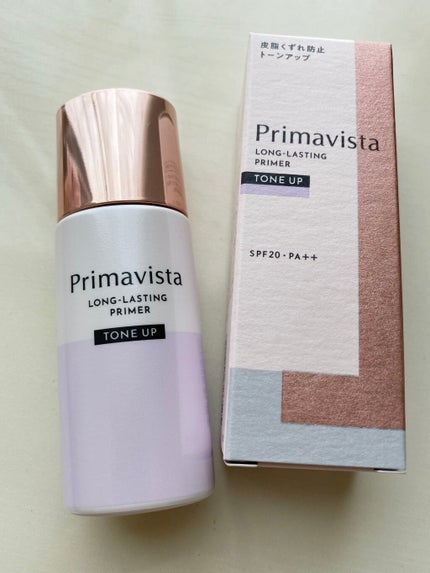 Primavista
LONG-LASTING
PRIMER
TONE UP
皮脂くずれ防止
トーンアップ
Primavista
LONG-LASTING
PRIMER
TONE UP
SPF20・PA++